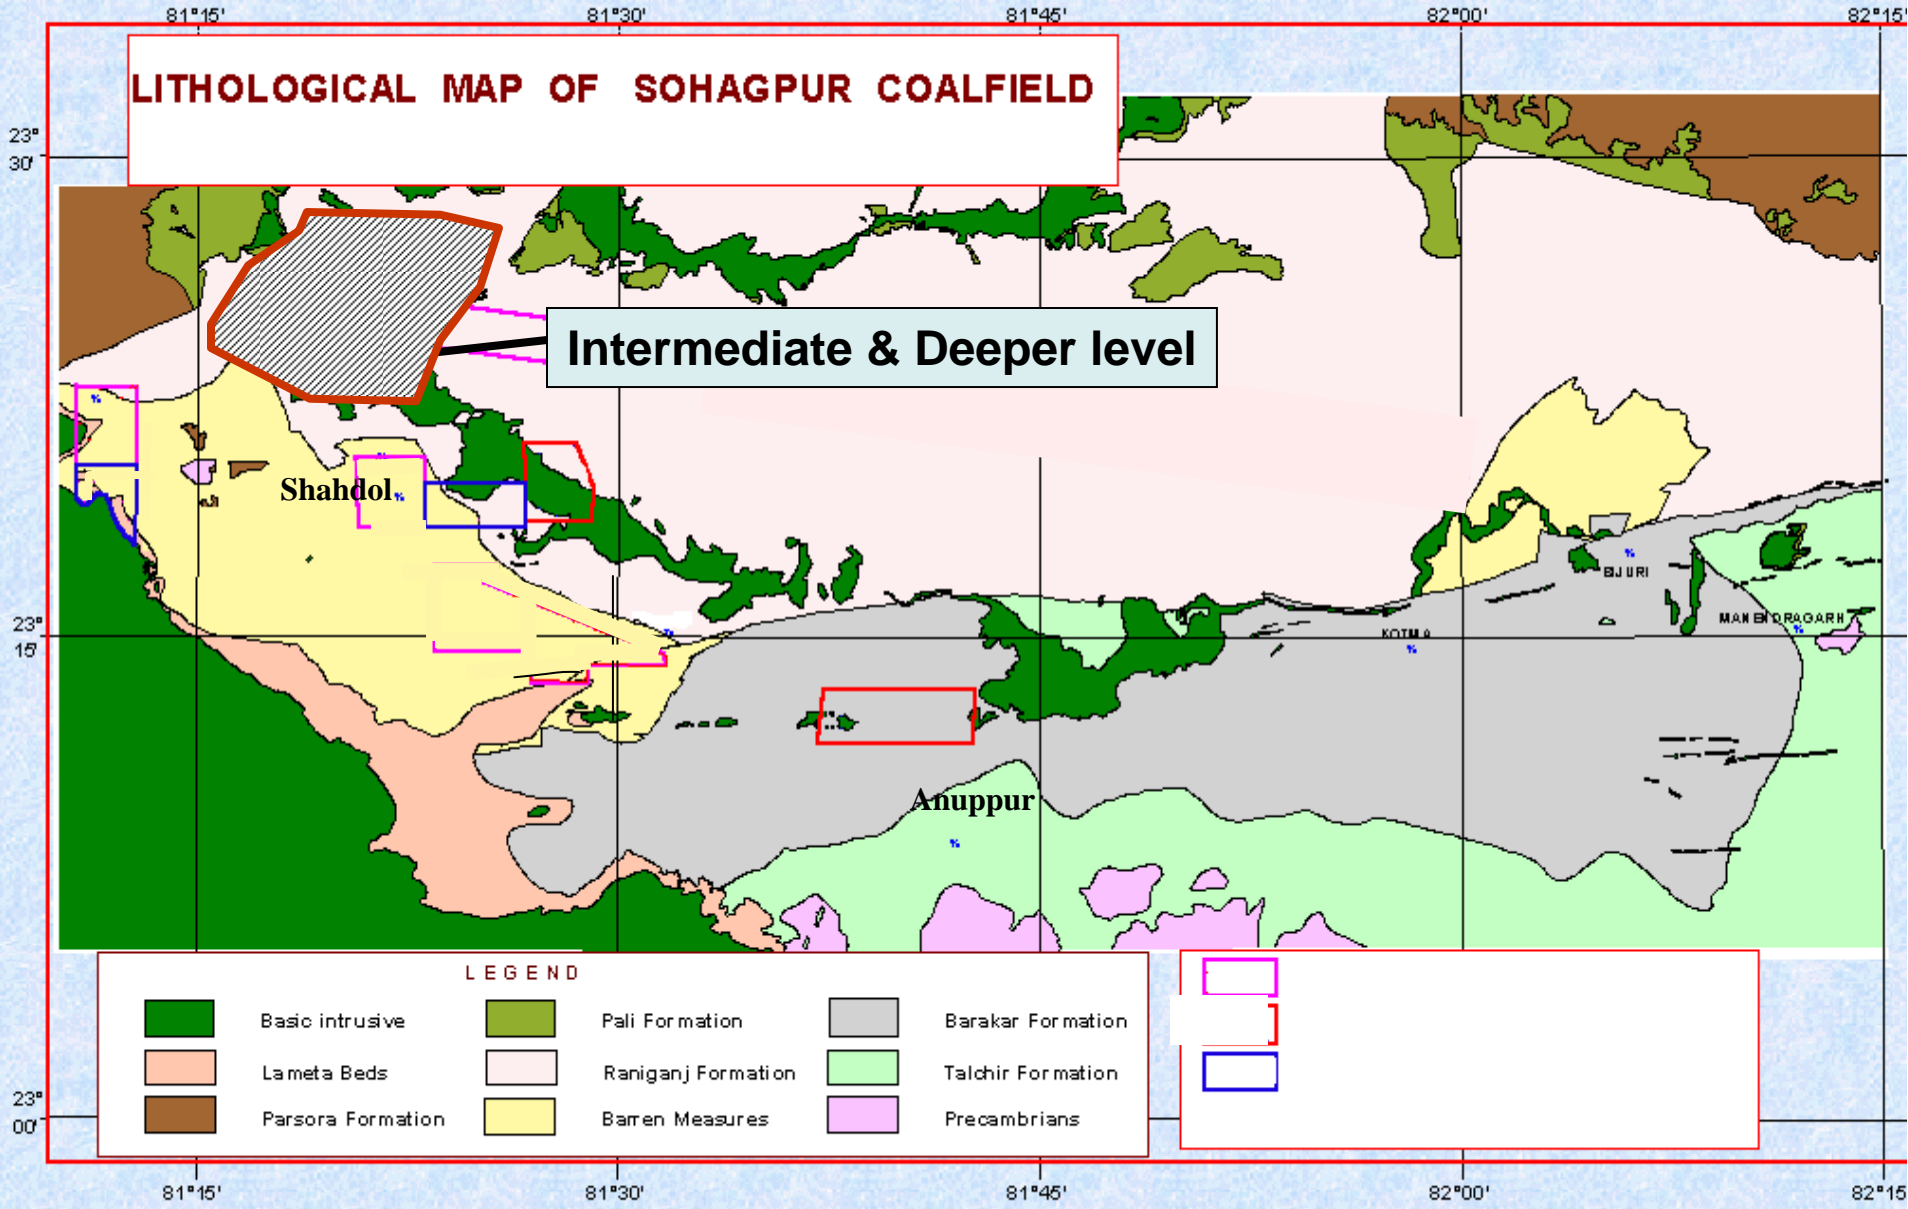 81°15' 81°30' 81°45' 82°00' 82°15'
LITHOLOGICAL MAP OF SOHAGPUR COALFIELD
23°
30'
Intermediate & Deeper level
Shahdol
BIJURI
23°
15'
MANENDRAGARH
KOTMA
Anuppur
LEGEND
Basic intrusive
Pali Formation
Barakar Formation
Lameta Beds
Raniganj Formation
Talchir Formation
Parsora Formation
Barren Measures
Precambrians
23°
00'
81°15' 81°30' 81°45' 82°00' 82°15